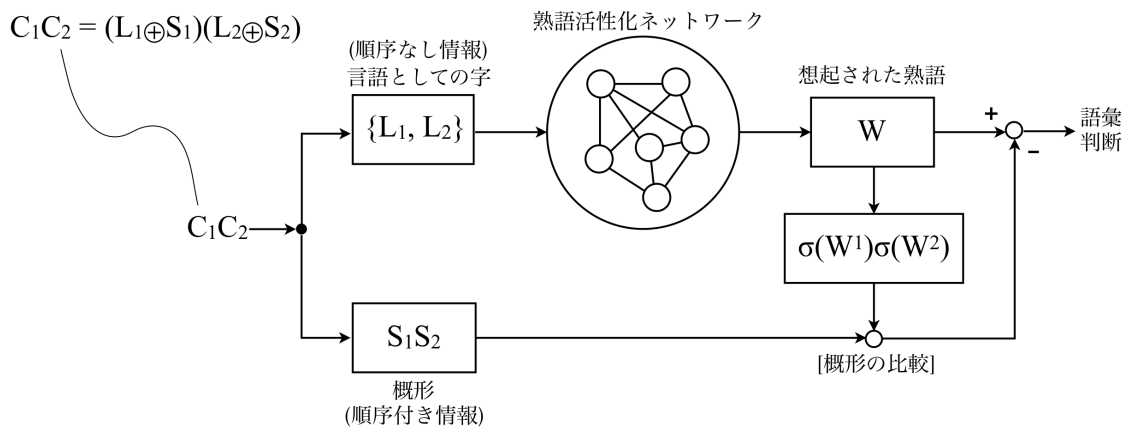 C₁C₂ = (L₁⊕S₁)(L₂⊕S₂)
熟語活性化ネットワーク
(順序なし情報)
言語としての字
{L₁, L₂}
想起された熟語
W
+
−
語彙
判断
C₁C₂
σ(W¹)σ(W²)
S₁S₂
[概形の比較]
概形
(順序付き情報)